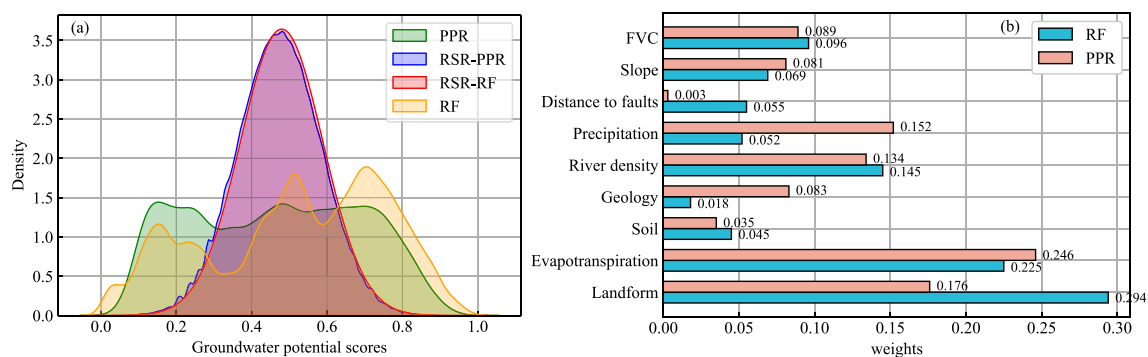 (a)
PPR
RSR-PPR
RSR-RF
RF
3.5
3.0
2.5
2.0
1.5
1.0
0.5
0.0
Density
0.0 0.2 0.4 0.6 0.8 1.0
Groundwater potential scores
(b)
RF
PPR
FVC
0.089
0.096
Slope
0.081
0.069
Distance to faults
0.003
0.055
Precipitation
0.152
0.052
River density
0.134
0.145
Geology
0.083
0.018
Soil
0.035
0.045
Evapotranspiration
0.246
0.225
Landform
0.176
0.294
0.00 0.05 0.10 0.15 0.20 0.25 0.30
weights